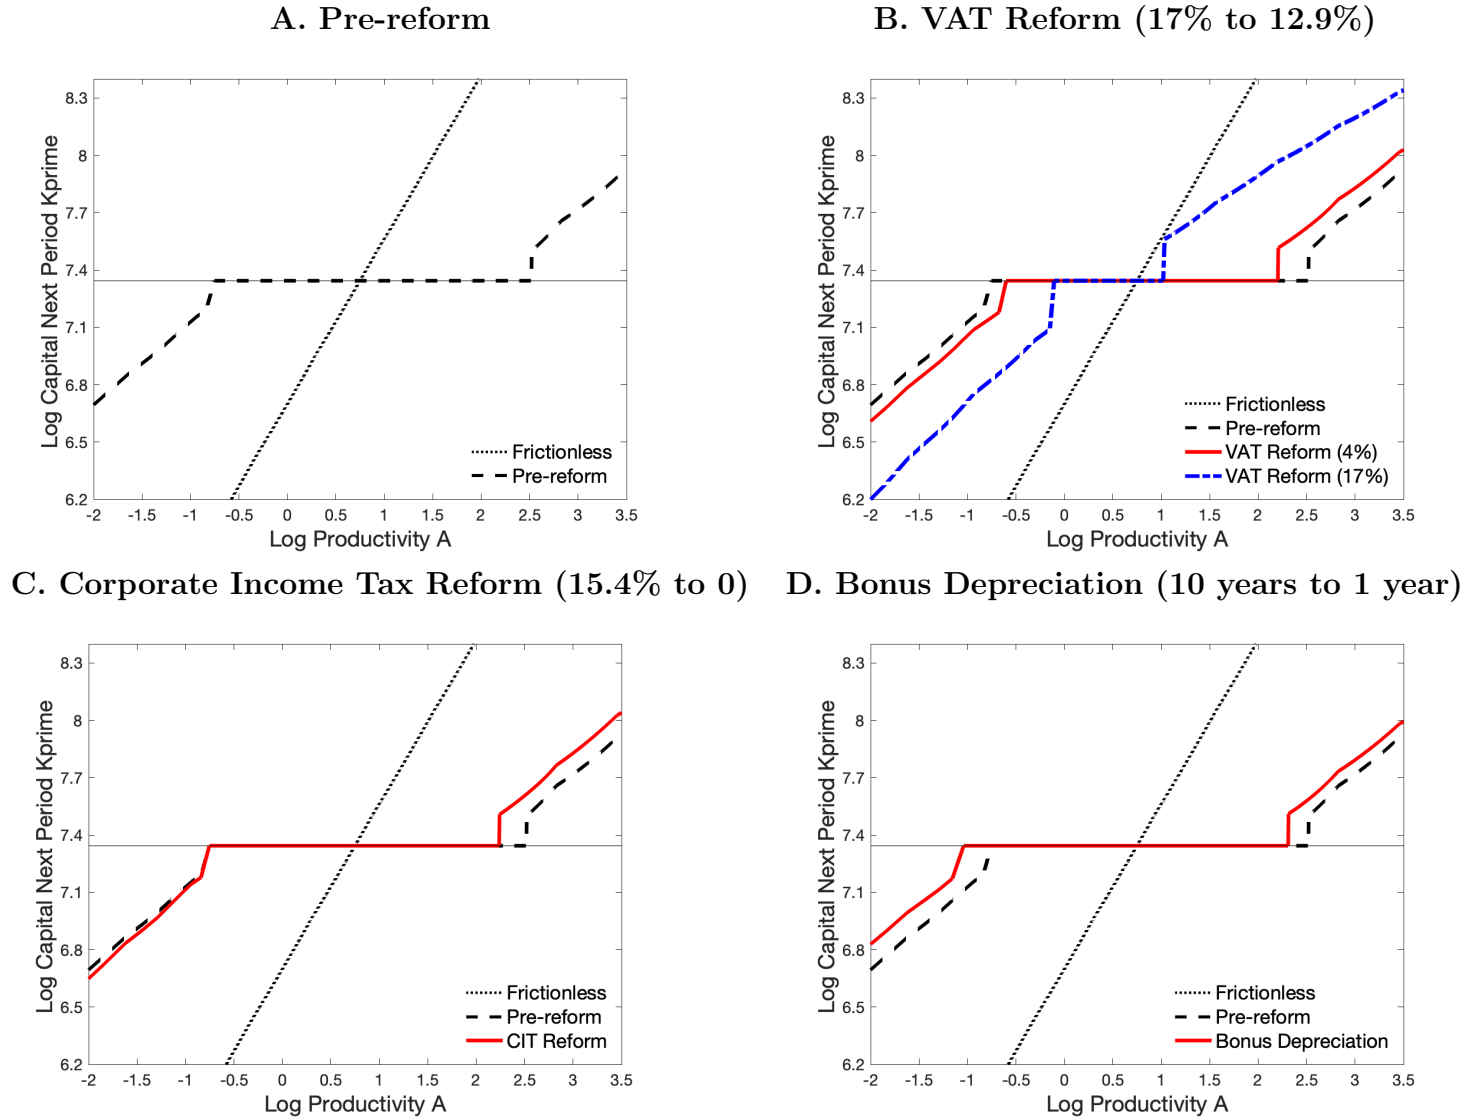 A. Pre-reform
8.3
8
7.7
7.4
7.1
6.8
6.5
6.2
Log Capital Next Period Kprime
-2 -1.5 -1 -0.5 0 0.5 1 1.5 2 2.5 3 3.5
Log Productivity A
Frictionless
Pre-reform
B. VAT Reform (17% to 12.9%)
8.3
8
7.7
7.4
7.1
6.8
6.5
6.2
Log Capital Next Period Kprime
-2 -1.5 -1 -0.5 0 0.5 1 1.5 2 2.5 3 3.5
Log Productivity A
Frictionless
Pre-reform
VAT Reform (4%)
VAT Reform (17%)
C. Corporate Income Tax Reform (15.4% to 0)
8.3
8
7.7
7.4
7.1
6.8
6.5
6.2
Log Capital Next Period Kprime
-2 -1.5 -1 -0.5 0 0.5 1 1.5 2 2.5 3 3.5
Log Productivity A
Frictionless
Pre-reform
CIT Reform
D. Bonus Depreciation (10 years to 1 year)
8.3
8
7.7
7.4
7.1
6.8
6.5
6.2
Log Capital Next Period Kprime
-2 -1.5 -1 -0.5 0 0.5 1 1.5 2 2.5 3 3.5
Log Productivity A
Frictionless
Pre-reform
Bonus Depreciation